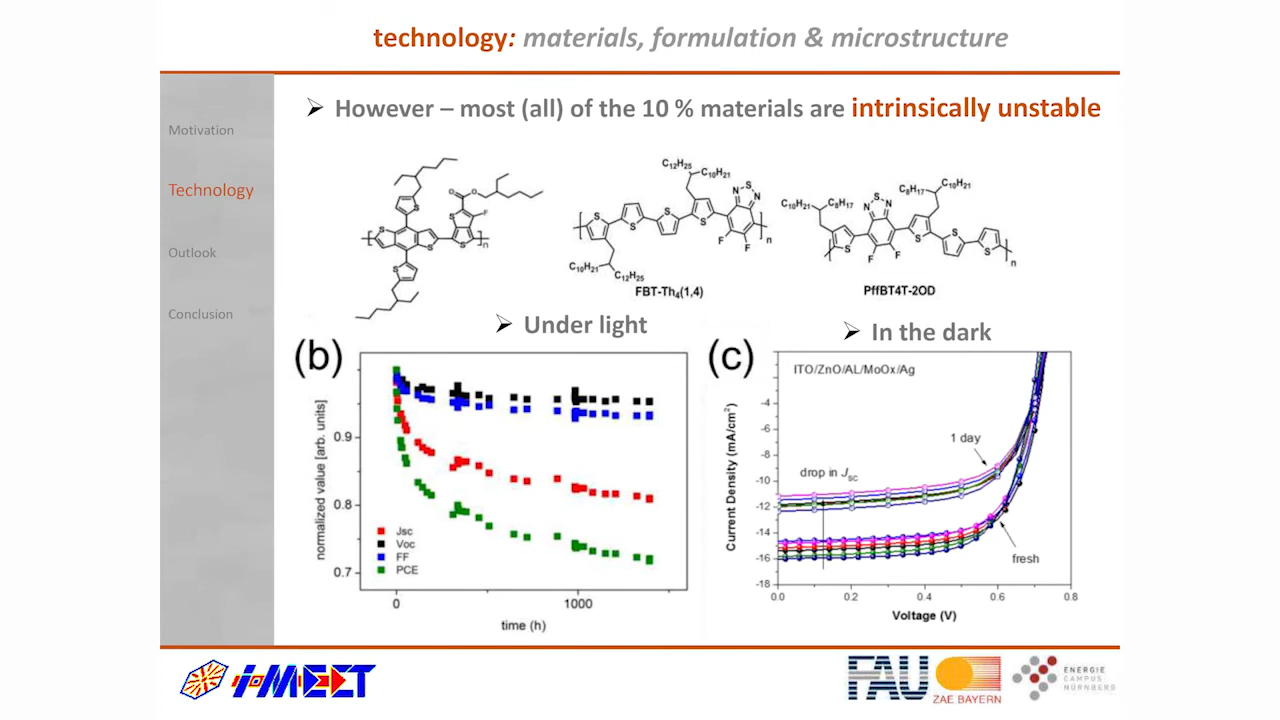 technology: materials, formulation & microstructure
Motivation
Technology
Outlook
Conclusion
➢ However – most (all) of the 10 % materials are intrinsically unstable
S
S
S
S
S
S
O
O
F
n
C12H25
C10H21
N
S
N
S
S
S
S
F
F
n
C10H21
C12H25
FBT-Th4(1,4)
C10H21
C8H17
N
S
N
C8H17
C10H21
S
F
F
S
S
S
n
PffBT4T-2OD
➢ Under light
➢ In the dark
(b)
normalized value [arb. units]
0.9
0.8
0.7
Jsc
Voc
FF
PCE
0
1000
time (h)
(c)
ITO/ZnO/AL/MoOx/Ag
Current Density (mA/cm2)
-4
-6
-8
-10
-12
-14
-16
-18
1 day
drop in JSC
fresh
0.0
0.2
0.4
0.6
0.8
Voltage (V)
i-MEET
FAU
ZAE BAYERN
ENERGIE
CAMPUS
NÜRNBERG